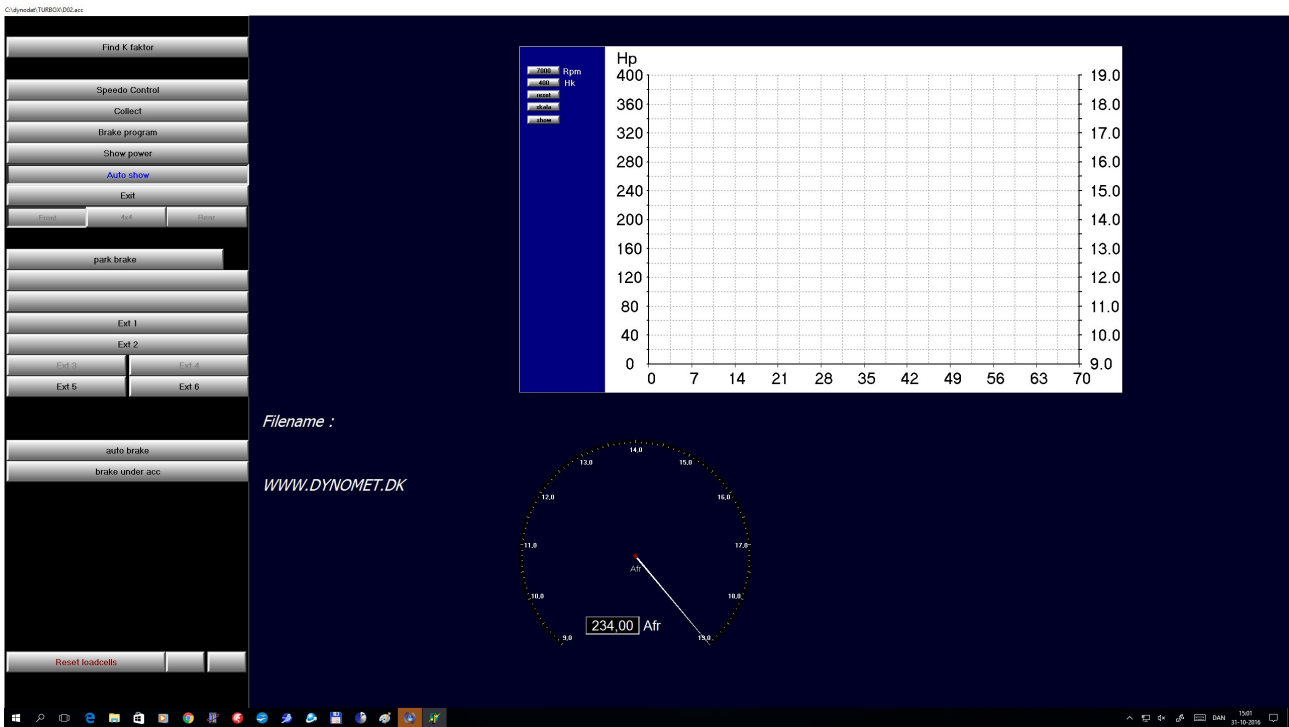 C:\dynodat\TURBOX\D02.acc
Find K faktor
Speedo Control
Collect
Brake program
Show power
Auto show
Exit
Front 4x4 Rear
park brake
Ext 1
Ext 2
Ext 3 Ext 4
Ext 5 Ext 6
auto brake
brake under acc
Reset loadcells
7000 Rpm
400 Hk
reset
skala
show
Hp
400 19.0
360 18.0
320 17.0
280 16.0
240 15.0
200 14.0
160 13.0
120 12.0
80 11.0
40 10.0
0 9.0
0 7 14 21 28 35 42 49 56 63 70
Filename :
WWW.DYNOMET.DK
14,0
13,0 15,0
12,0 16,0
11,0 17,0
Afr
10,0 18,0
234,00 Afr
9,0 19,0
DAN
15:01
31-10-2016